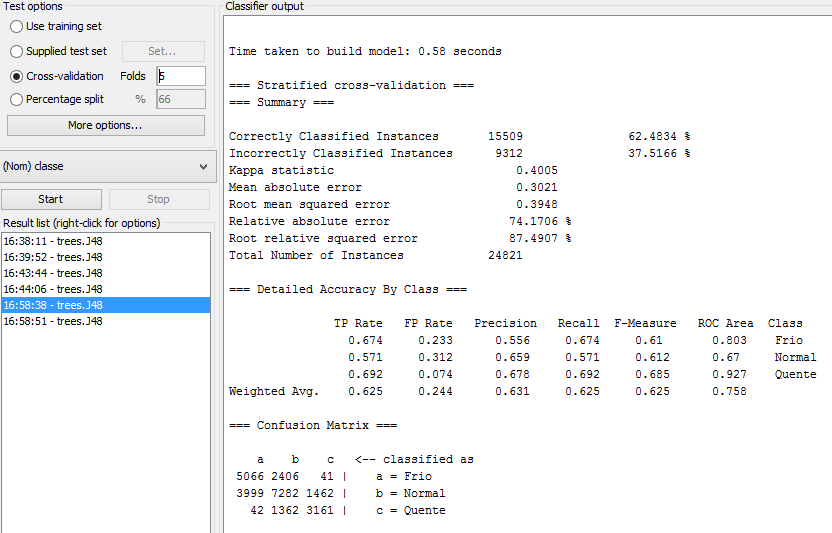 Test options
Use training set
Supplied test set Set...
Cross-validation Folds 5
Percentage split % 66
More options...
(Nom) classe
Start Stop
Result list (right-click for options)
16:38:11 - trees.J48
16:39:52 - trees.J48
16:43:44 - trees.J48
16:44:06 - trees.J48
16:58:38 - trees.J48
16:58:51 - trees.J48
Classifier output
Time taken to build model: 0.58 seconds
=== Stratified cross-validation ===
=== Summary ===
Correctly Classified Instances 15509 62.4834 %
Incorrectly Classified Instances 9312 37.5166 %
Kappa statistic 0.4005
Mean absolute error 0.3021
Root mean squared error 0.3948
Relative absolute error 74.1706 %
Root relative squared error 87.4907 %
Total Number of Instances 24821
=== Detailed Accuracy By Class ===
TP Rate FP Rate Precision Recall F-Measure ROC Area Class
0.674 0.233 0.556 0.674 0.61 0.803 Frio
0.571 0.312 0.659 0.571 0.612 0.67 Normal
0.692 0.074 0.678 0.692 0.685 0.927 Quente
Weighted Avg. 0.625 0.244 0.631 0.625 0.625 0.758
=== Confusion Matrix ===
a b c <-- classified as
5066 2406 41 | a = Frio
3999 7282 1462 | b = Normal
42 1362 3161 | c = Quente